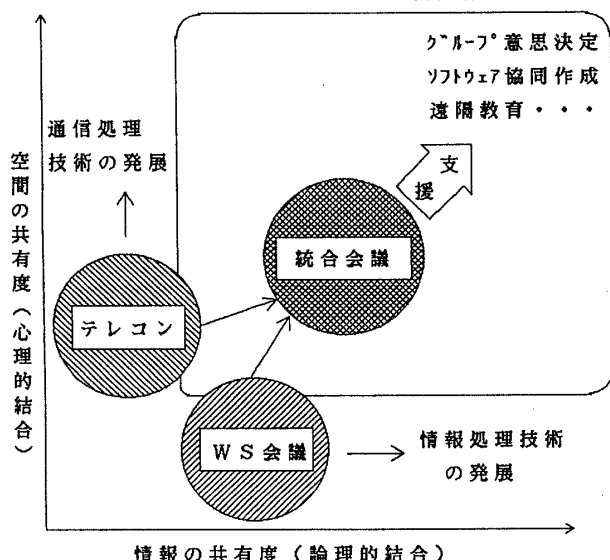 グループ意思決定
ソフトウェア協同作成
遠陽教育・・・
支援
通信処理
技術の発展
空間の共有度(心理的結合)
統合会議
テレコン
WS会議
情報処理技術
の発展
情報の共有度(論理的結合)